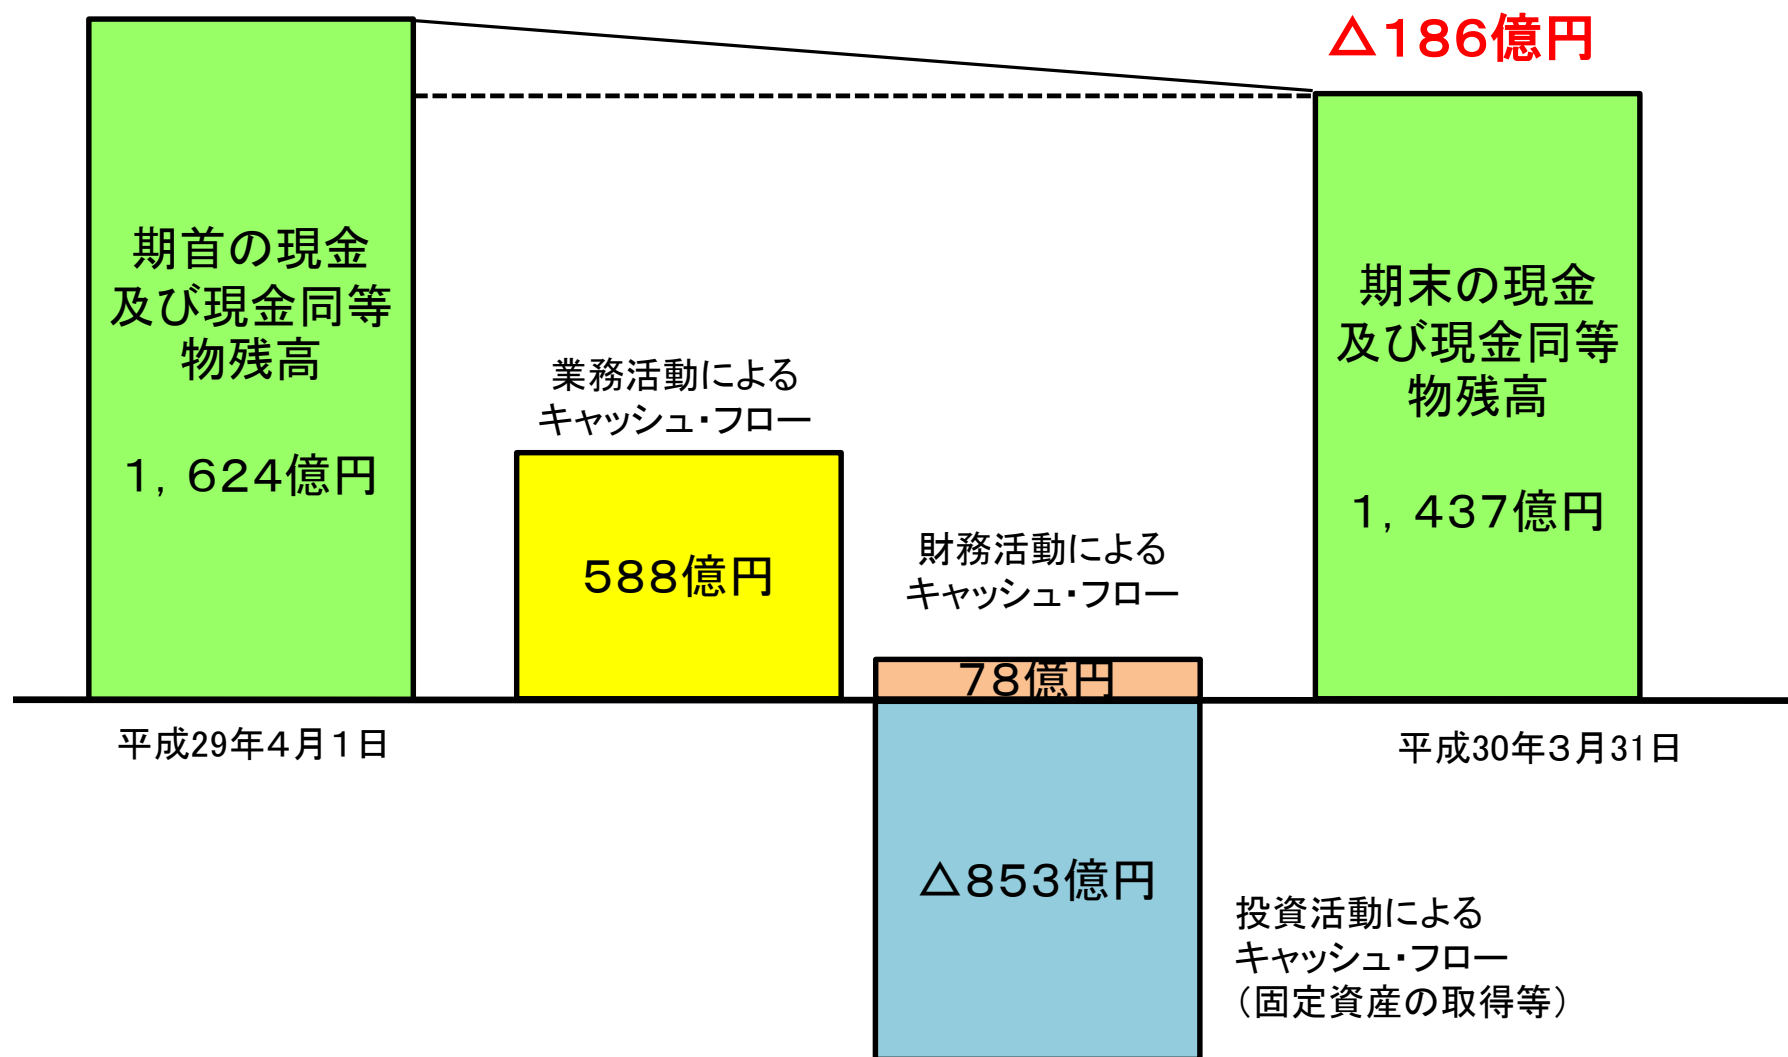 △186億円
期首の現金
及び現金同等
物残高
1,624億円
業務活動による
キャッシュ・フロー
588億円
財務活動による
キャッシュ・フロー
78億円
期末の現金
及び現金同等
物残高
1,437億円
平成29年4月1日
平成30年3月31日
△853億円
投資活動による
キャッシュ・フロー
(固定資産の取得等)